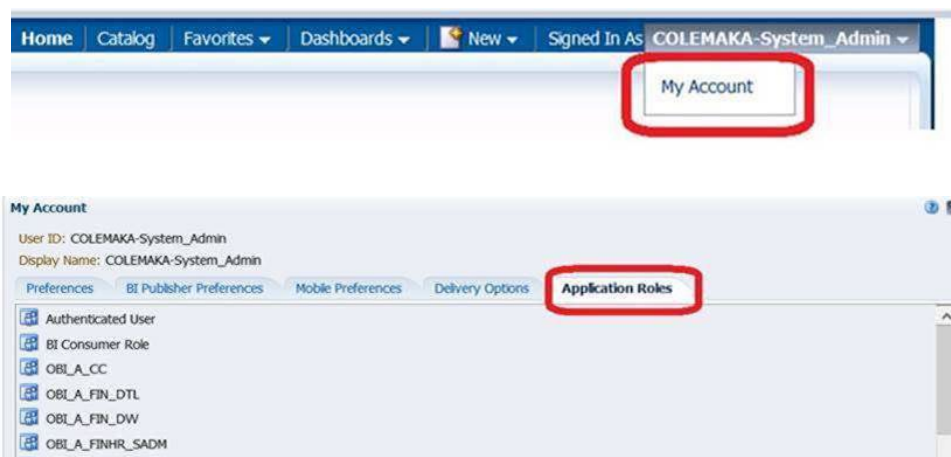 Home Catalog Favorites Dashboards New Signed In As COLEMAKA-System_Admin
My Account
My Account
User ID: COLEMAKA-System_Admin
Display Name: COLEMAKA-System_Admin
Preferences BI Publisher Preferences Mobile Preferences Delivery Options Application Roles
Authenticated User
BI Consumer Role
OBI_A_CC
OBI_A_FIN_DTL
OBI_A_FIN_DW
OBI_A_FINHR_SADM